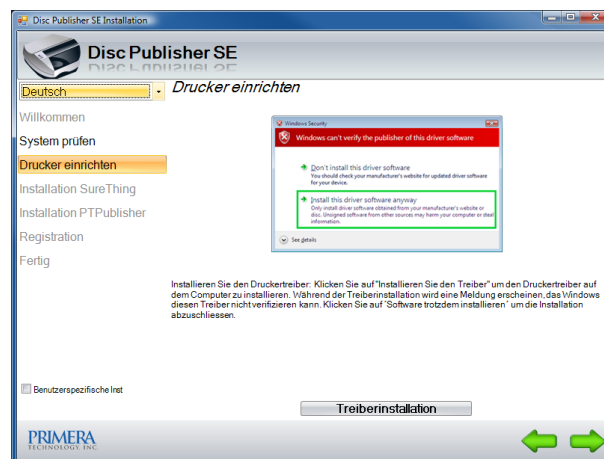 Disc Publisher SE Installation
Disc Publisher SE
Deutsch
Drucker einrichten
Willkommen
System prüfen
Drucker einrichten
Installation SureThing
Installation PTPublisher
Registration
Fertig
Windows Security
Windows can't verify the publisher of this driver software
Don't install this driver software
You should check your manufacturer's website for updated driver software
for your device.
Install this driver software anyway
Only install driver software obtained from your manufacturer's website or
disc. Unsigned software from other sources may harm your computer or steal
information.
See details
Installieren Sie den Druckertreiber: Klicken Sie auf "Installieren Sie den Treiber" um den Druckertreiber auf
dem Computer zu installieren. Während der Treiberinstallation wird eine Meldung erscheinen, das Windows
diesen Treiber nicht verifizieren kann. Klicken Sie auf ¨Software trotzdem installieren¨ um die Installation
abzuschliessen.
Benutzerspezifische Inst
Treiberinstallation
PRIMERA
TECHNOLOGY, INC.